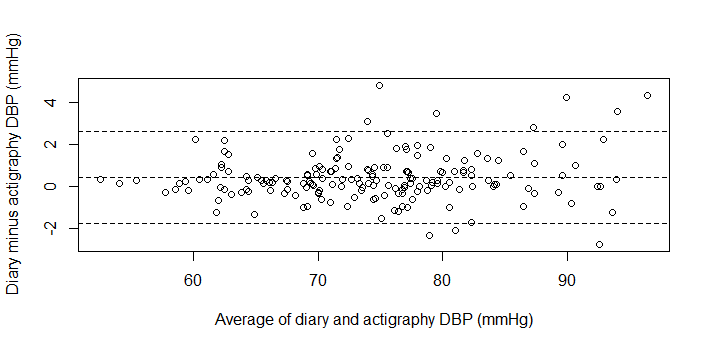 Diary minus actigraphy DBP (mmHg)
4
2
0
-2
60 70 80 90
Average of diary and actigraphy DBP (mmHg)